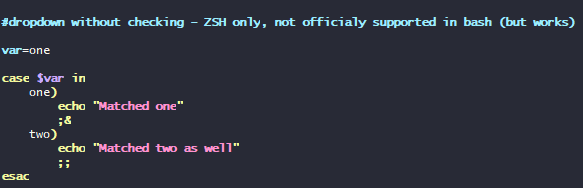 #dropdown without checking - ZSH only, not officialy supported in bash (but works)
var=one
case $var in
    one)
        echo "Matched one"
        ;&
    two)
        echo "Matched two as well"
        ;;
esac